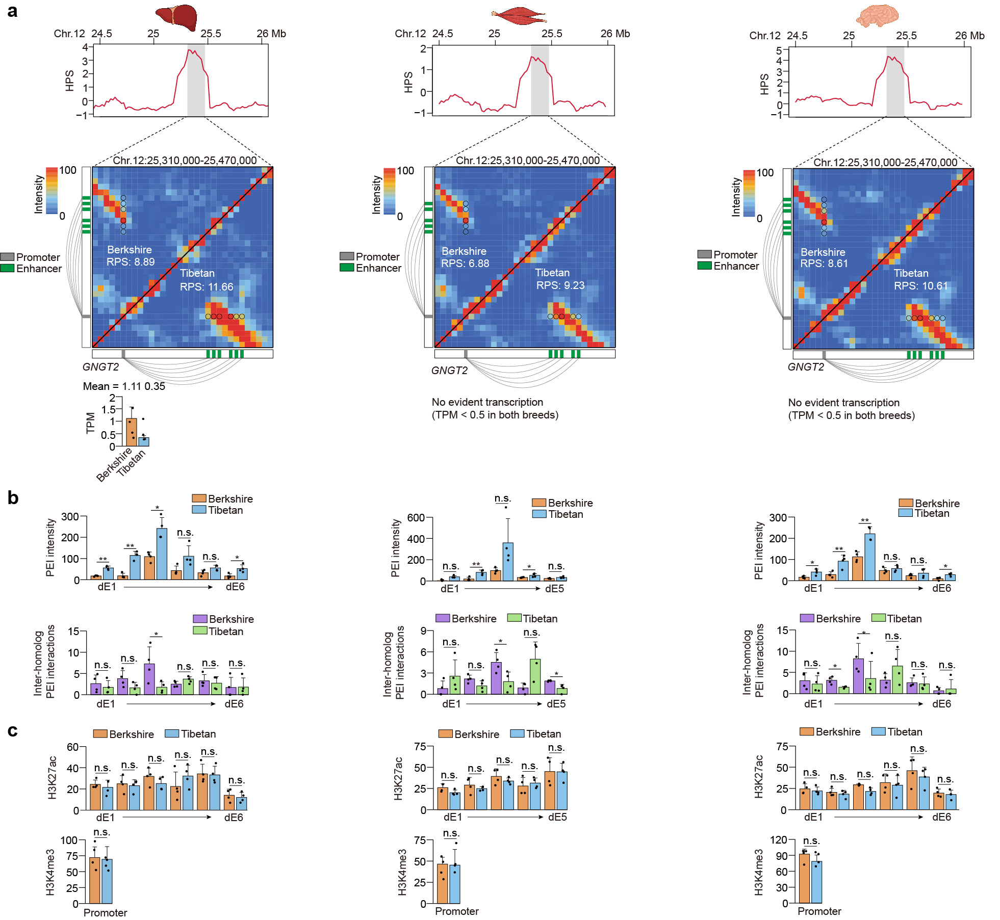 a
Chr.12 24.5 25 25.5 26 Mb
Chr.12 24.5 25 25.5 26 Mb
Chr.12 24.5 25 25.5 26 Mb
HPS
4
3
2
1
0
−1
HPS
2
1
0
−1
HPS
5
4
3
2
1
0
−1
Chr.12:25,310,000-25,470,000
Intensity
100
0
Berkshire
RPS: 8.89
Tibetan
RPS: 11.66
Promoter
Enhancer
GNGT2
Chr.12:25,310,000-25,470,000
Intensity
100
0
Berkshire
RPS: 6.88
Tibetan
RPS: 9.23
Promoter
Enhancer
GNGT2
Chr.12:25,310,000-25,470,000
Intensity
100
0
Berkshire
RPS: 8.61
Tibetan
RPS: 10.61
Promoter
Enhancer
GNGT2
Mean = 1.11 0.35
TPM
2
1.5
1
0.5
0
Berkshire
Tibetan
No evident transcription
(TPM < 0.5 in both breeds)
No evident transcription
(TPM < 0.5 in both breeds)
b
Berkshire
Tibetan
PEI intensity
300
200
100
0
** ** * n.s. n.s. *
dE1 dE6
Berkshire
Tibetan
PEI intensity
600
400
200
0
n.s. ** n.s. * n.s.
dE1 dE5
Berkshire
Tibetan
PEI intensity
300
200
100
0
* ** ** n.s. n.s. *
dE1 dE6
Berkshire
Tibetan
Inter-homolog
PEI interactions
15
10
5
0
n.s. n.s. * n.s. n.s. n.s.
dE1 dE6
Berkshire Tibetan
Inter-homolog
PEI interactions
9
6
3
0
n.s. n.s. * n.s. *
dE1 dE5
Berkshire Tibetan
Inter-homolog
PEI interactions
15
10
5
0
n.s. * * n.s. n.s. n.s.
dE1 dE6
c
Berkshire Tibetan
H3K27ac
60
40
20
0
n.s. n.s. n.s. n.s. n.s. n.s.
dE1 dE6
Berkshire Tibetan
H3K27ac
75
50
25
0
n.s. n.s. n.s. n.s. n.s.
dE1 dE5
Berkshire Tibetan
H3K27ac
75
50
25
0
n.s. n.s. n.s. n.s. n.s. n.s.
dE1 dE6
H3K4me3
100
75
50
25
0
n.s.
Promoter
H3K4me3
75
50
25
0
n.s.
Promoter
H3K4me3
120
90
60
30
0
n.s.
Promoter